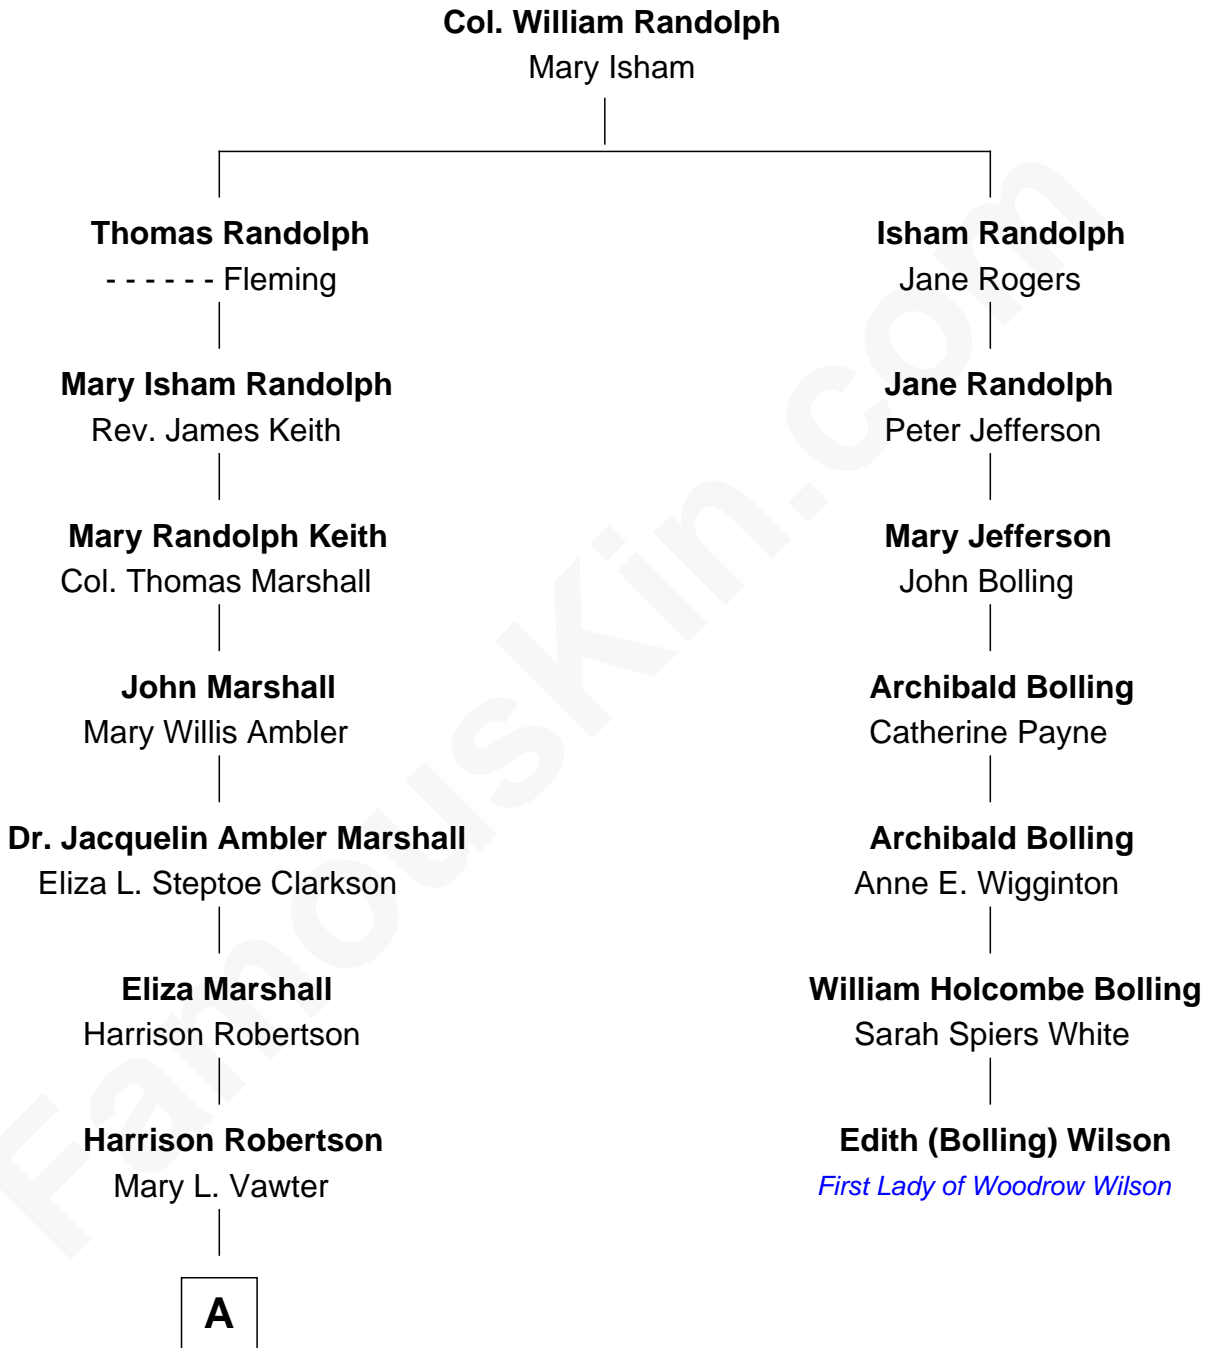 Col. William Randolph
Mary Isham
Thomas Randolph
- - - - - - Fleming
Mary Isham Randolph
Rev. James Keith
Mary Randolph Keith
Col. Thomas Marshall
John Marshall
Mary Willis Ambler
Dr. Jacquelin Ambler Marshall
Eliza L. Steptoe Clarkson
Eliza Marshall
Harrison Robertson
Harrison Robertson
Mary L. Vawter
A
Isham Randolph
Jane Rogers
Jane Randolph
Peter Jefferson
Mary Jefferson
John Bolling
Archibald Bolling
Catherine Payne
Archibald Bolling
Anne E. Wigginton
William Holcombe Bolling
Sarah Spiers White
Edith (Bolling) Wilson
First Lady of Woodrow Wilson
FamousKin.com